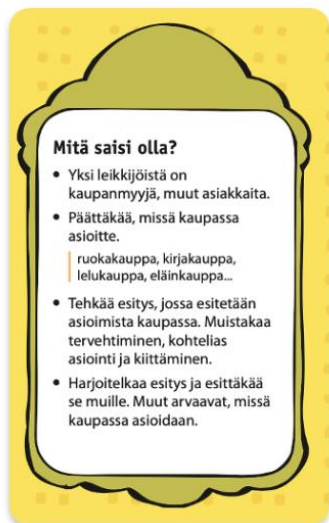 Mitä saisi olla?
• Yksi leikkijöistä on
kaupanmyyjä, muut asiakkaita.
• Päättäkää, missä kaupassa
asioitte.
ruokakauppa, kirjakauppa,
lelukauppa, eläinkauppa...
• Tehkää esitys, jossa esitetään
asioimista kaupassa. Muistakaa
tervehtiminen, kohtelias
asiointi ja kiittäminen.
• Harjoitelkaa esitys ja esittäkää
se muille. Muut arvaavat, missä
kaupassa asioidaan.